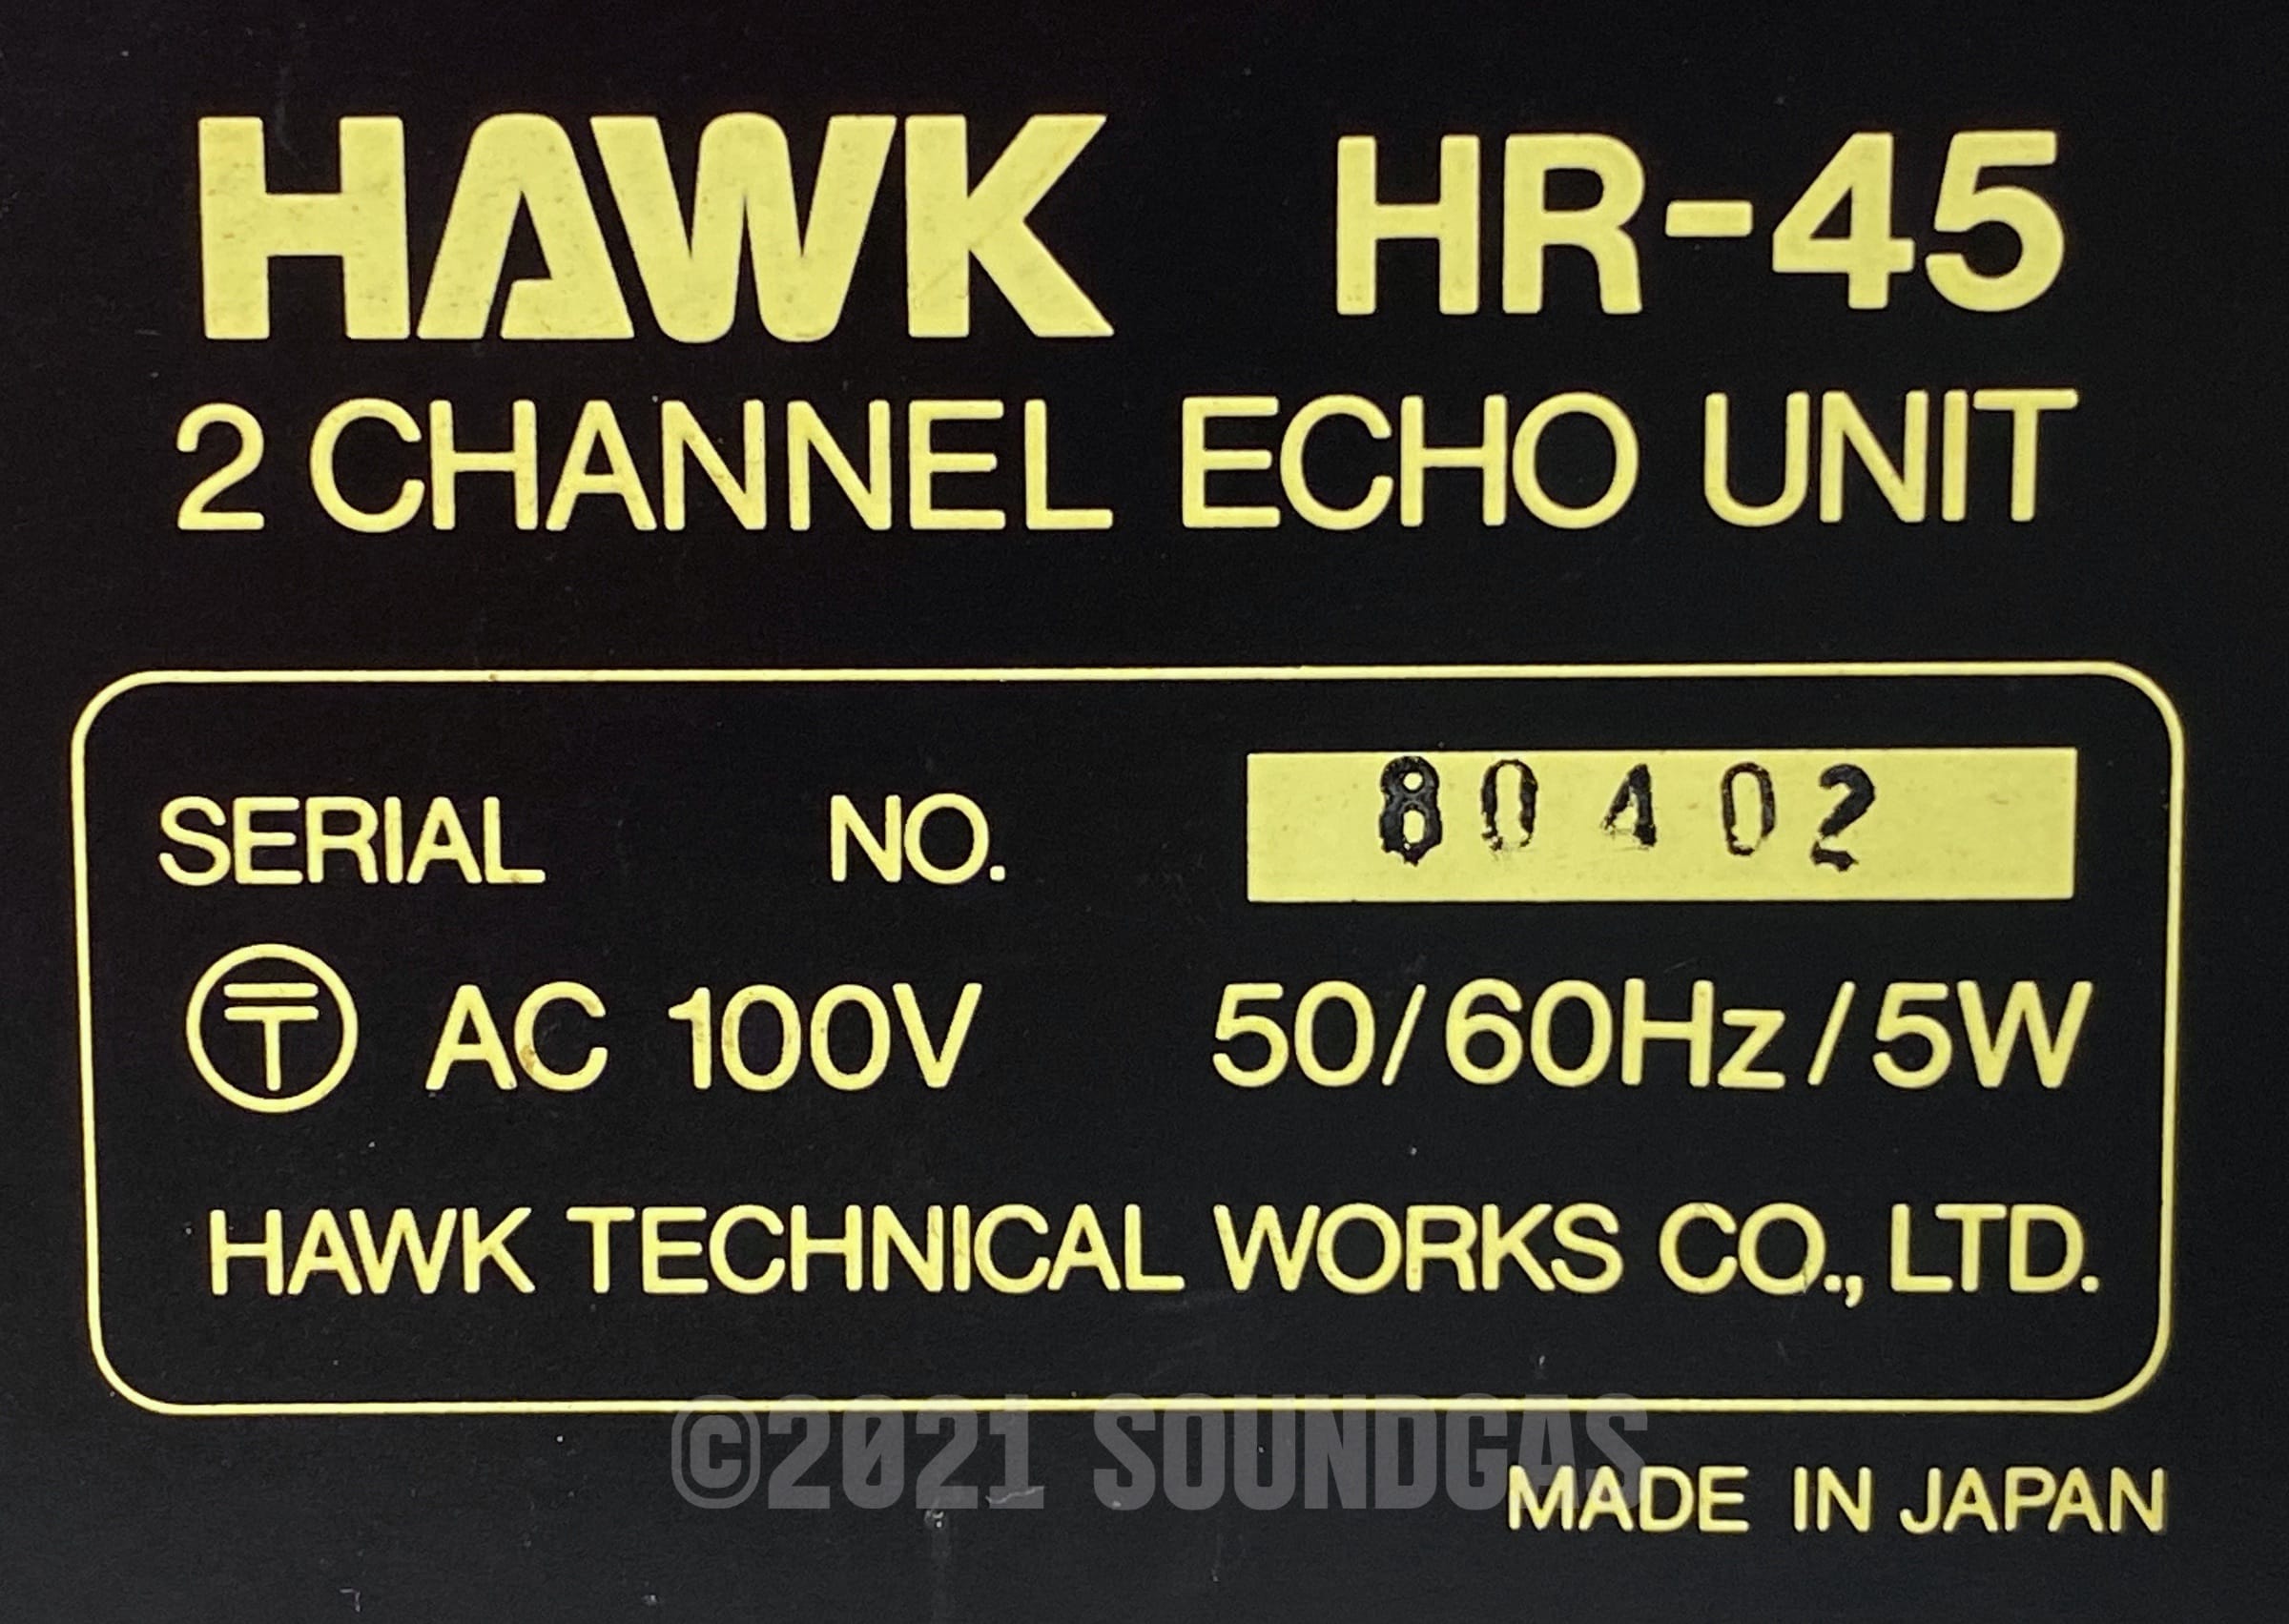 HAWK HR-45
2 CHANNEL ECHO UNIT
SERIAL NO. 80402
〶 AC 100V 50/60Hz/5W
HAWK TECHNICAL WORKS CO., LTD.
©2021 SOUNDGAS
MADE IN JAPAN